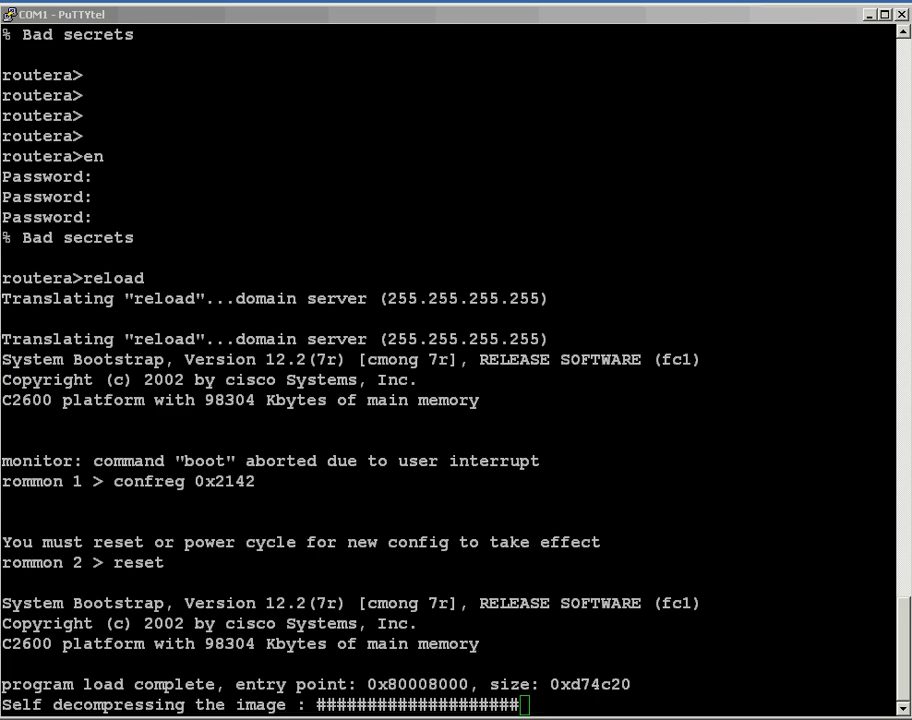 COM1 - PuTTYtel
% Bad secrets
routera>
routera>
routera>
routera>
routera>en
Password:
Password:
Password:
% Bad secrets
routera>reload
Translating "reload"...domain server (255.255.255.255)
Translating "reload"...domain server (255.255.255.255)
System Bootstrap, Version 12.2(7r) [cmong 7r], RELEASE SOFTWARE (fc1)
Copyright (c) 2002 by cisco Systems, Inc.
C2600 platform with 98304 Kbytes of main memory
monitor: command "boot" aborted due to user interrupt
rommon 1 > confreg 0x2142
You must reset or power cycle for new config to take effect
rommon 2 > reset
System Bootstrap, Version 12.2(7r) [cmong 7r], RELEASE SOFTWARE (fc1)
Copyright (c) 2002 by cisco Systems, Inc.
C2600 platform with 98304 Kbytes of main memory
program load complete, entry point: 0x80008000, size: 0xd74c20
Self decompressing the image : ####################